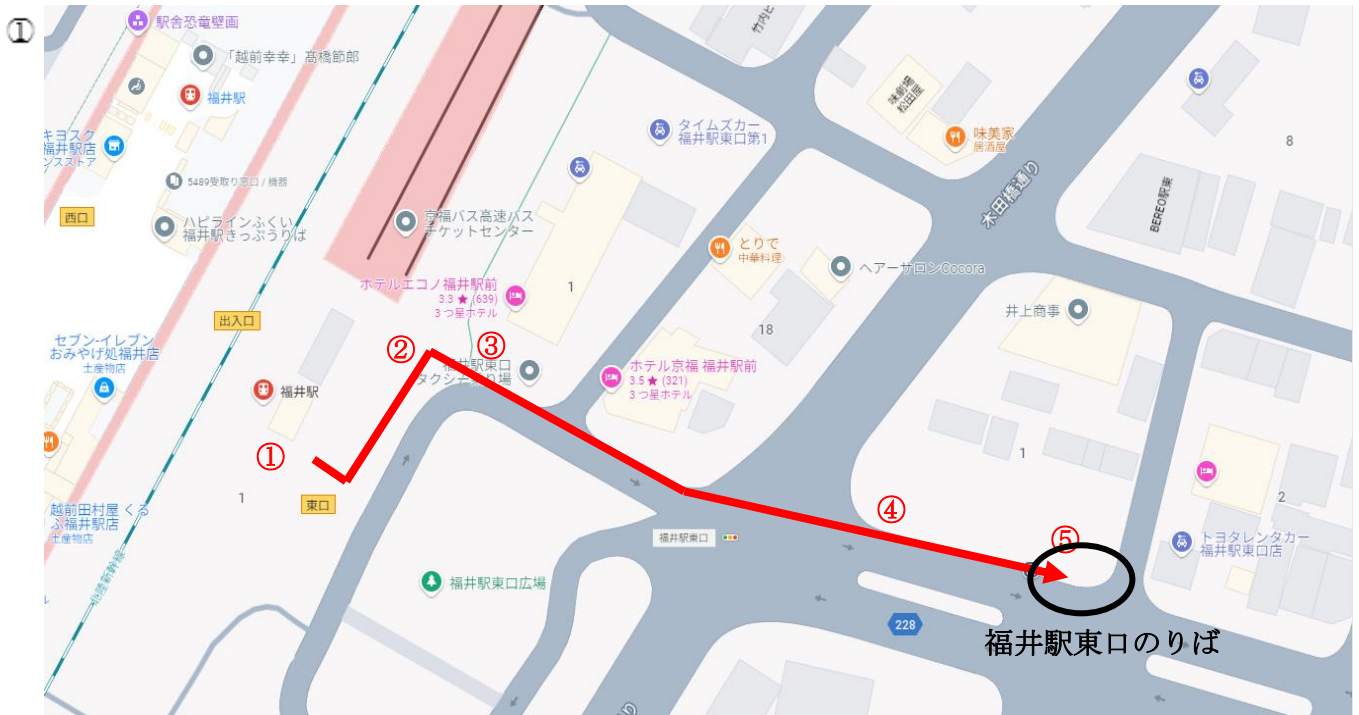 ①
駅舎恐竜壁画
「越前幸幸」髙橋節郎
福井駅
キヨスク
福井駅店
ンスストア
5489受取り窓口 / 機器
西口
ハピラインふくい
福井駅きっぷうりば
京福バス高速バス
チケットセンター
タイムズカー
福井駅東口第1
味劇場
松田屋
味美家
居酒屋
8
木田橋通り
BEREO駅東
とりで
中華料理
ヘアーサロンCocora
ホテルエコノ福井駅前
3.3 ★ (639)
3 つ星ホテル
1
出入口
18
井上商事
セブン-イレブン
おみやげ処福井店
土産物店
②
③
福井駅東口
タクシー乗り場
ホテル京福 福井駅前
3.5 ★ (321)
3 つ星ホテル
福井駅
①
1
1
東口
越前田村屋 くる
ふ福井駅店
土産物店
④
2
福井駅東口
⑤
トヨタレンタカー
福井駅東口店
北陸新幹線
福井駅東口広場
228
福井駅東口のりば